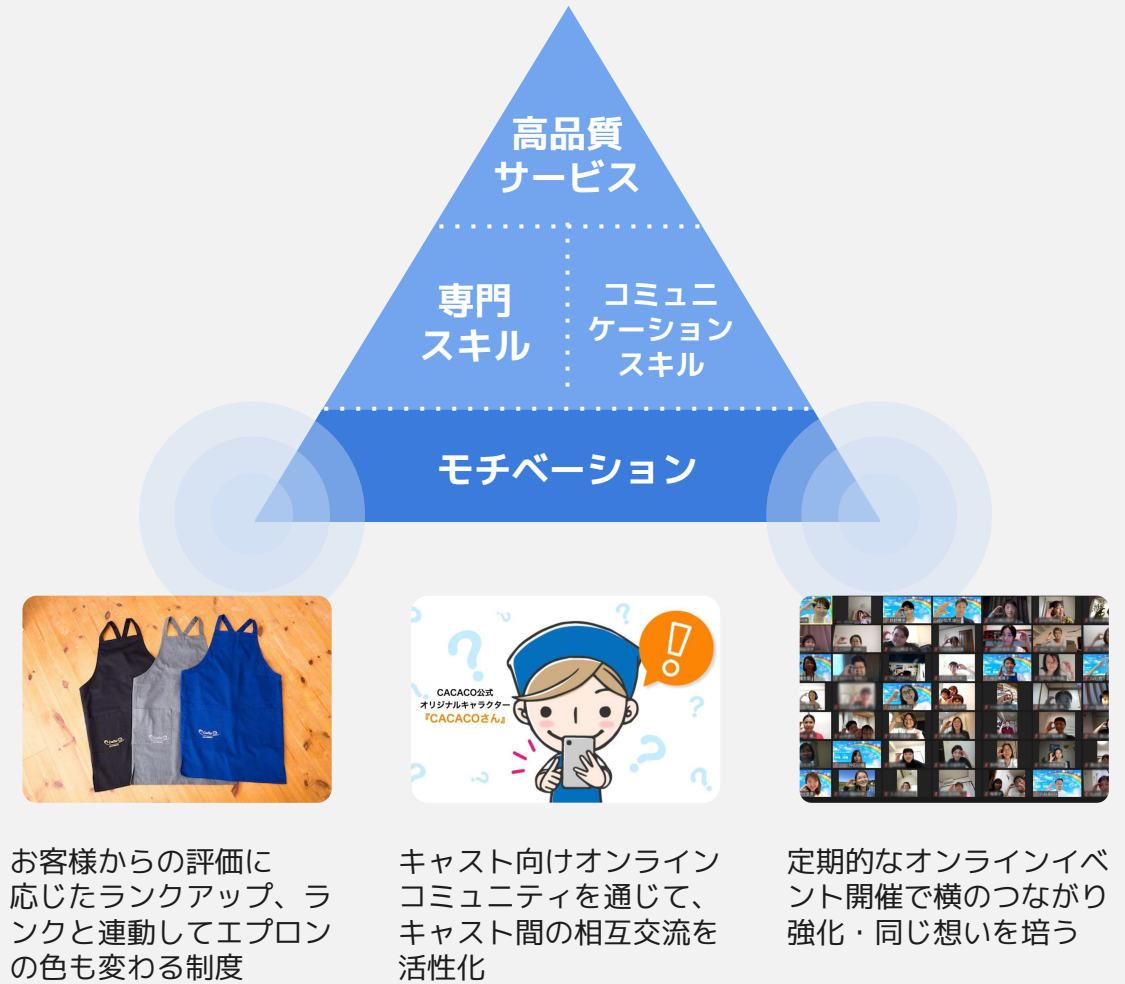 高品質
サービス
専門
スキル
コミュニ
ケーション
スキル
モチベーション
CACACO公式
オリジナルキャラクター
『CACACOさん』
お客様からの評価に
応じたランクアップ、ラ
ンクと連動してエプロン
の色も変わる制度
キャスト向けオンライン
コミュニティを通じて、
キャスト間の相互交流を
活性化
定期的なオンラインイベ
ント開催で横のつながり
強化・同じ想いを培う